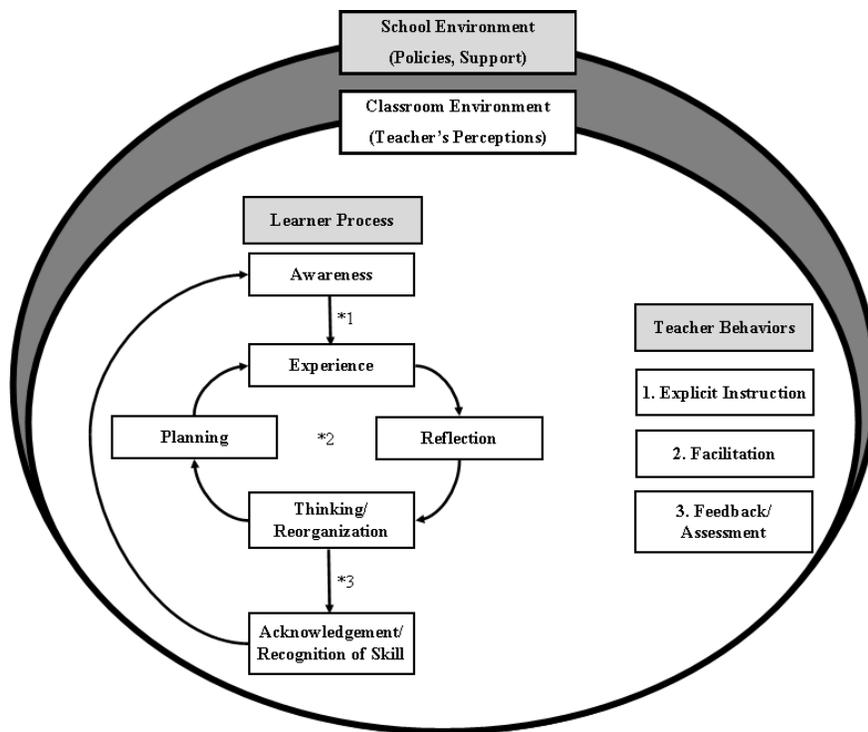 School Environment
(Policies, Support)
Classroom Environment
(Teacher's Perceptions)
Learner Process
Awareness
*1
Experience
Planning
*2
Reflection
Thinking/
Reorganization
*3
Acknowledgement/
Recognition of Skill
Teacher Behaviors
1. Explicit Instruction
2. Facilitation
3. Feedback/
Assessment